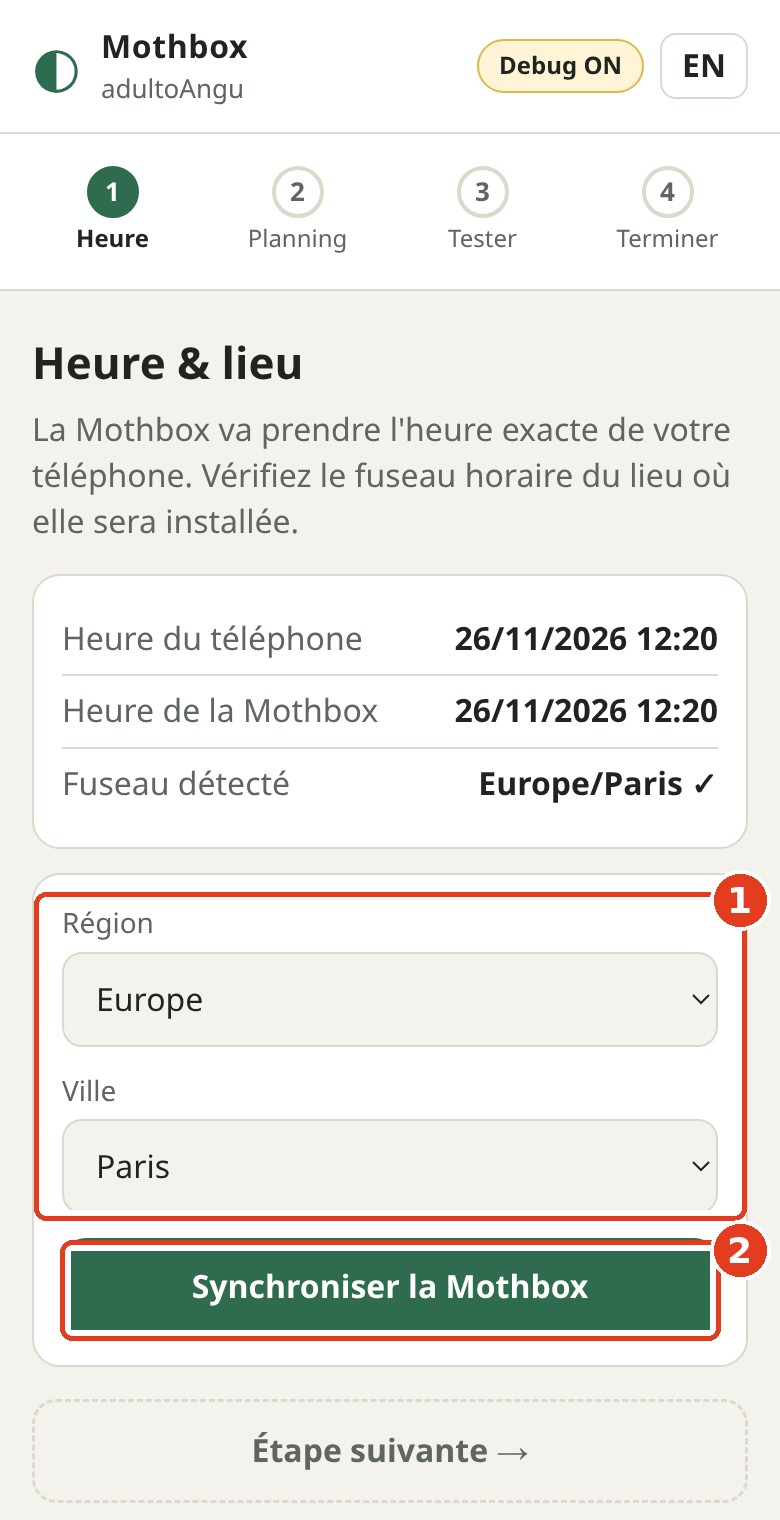 Mothbox
adultoAngu
Debug ON
EN
1
2
3
4
Heure
Planning
Tester
Terminer
Heure & lieu
La Mothbox va prendre l'heure exacte de votre
téléphone. Vérifiez le fuseau horaire du lieu où
elle sera installée.
Heure du téléphone 26/11/2026 12:20
Heure de la Mothbox 26/11/2026 12:20
Fuseau détecté Europe/Paris ✓
1
Région
Europe
Ville
Paris
2
Synchroniser la Mothbox
Étape suivante →